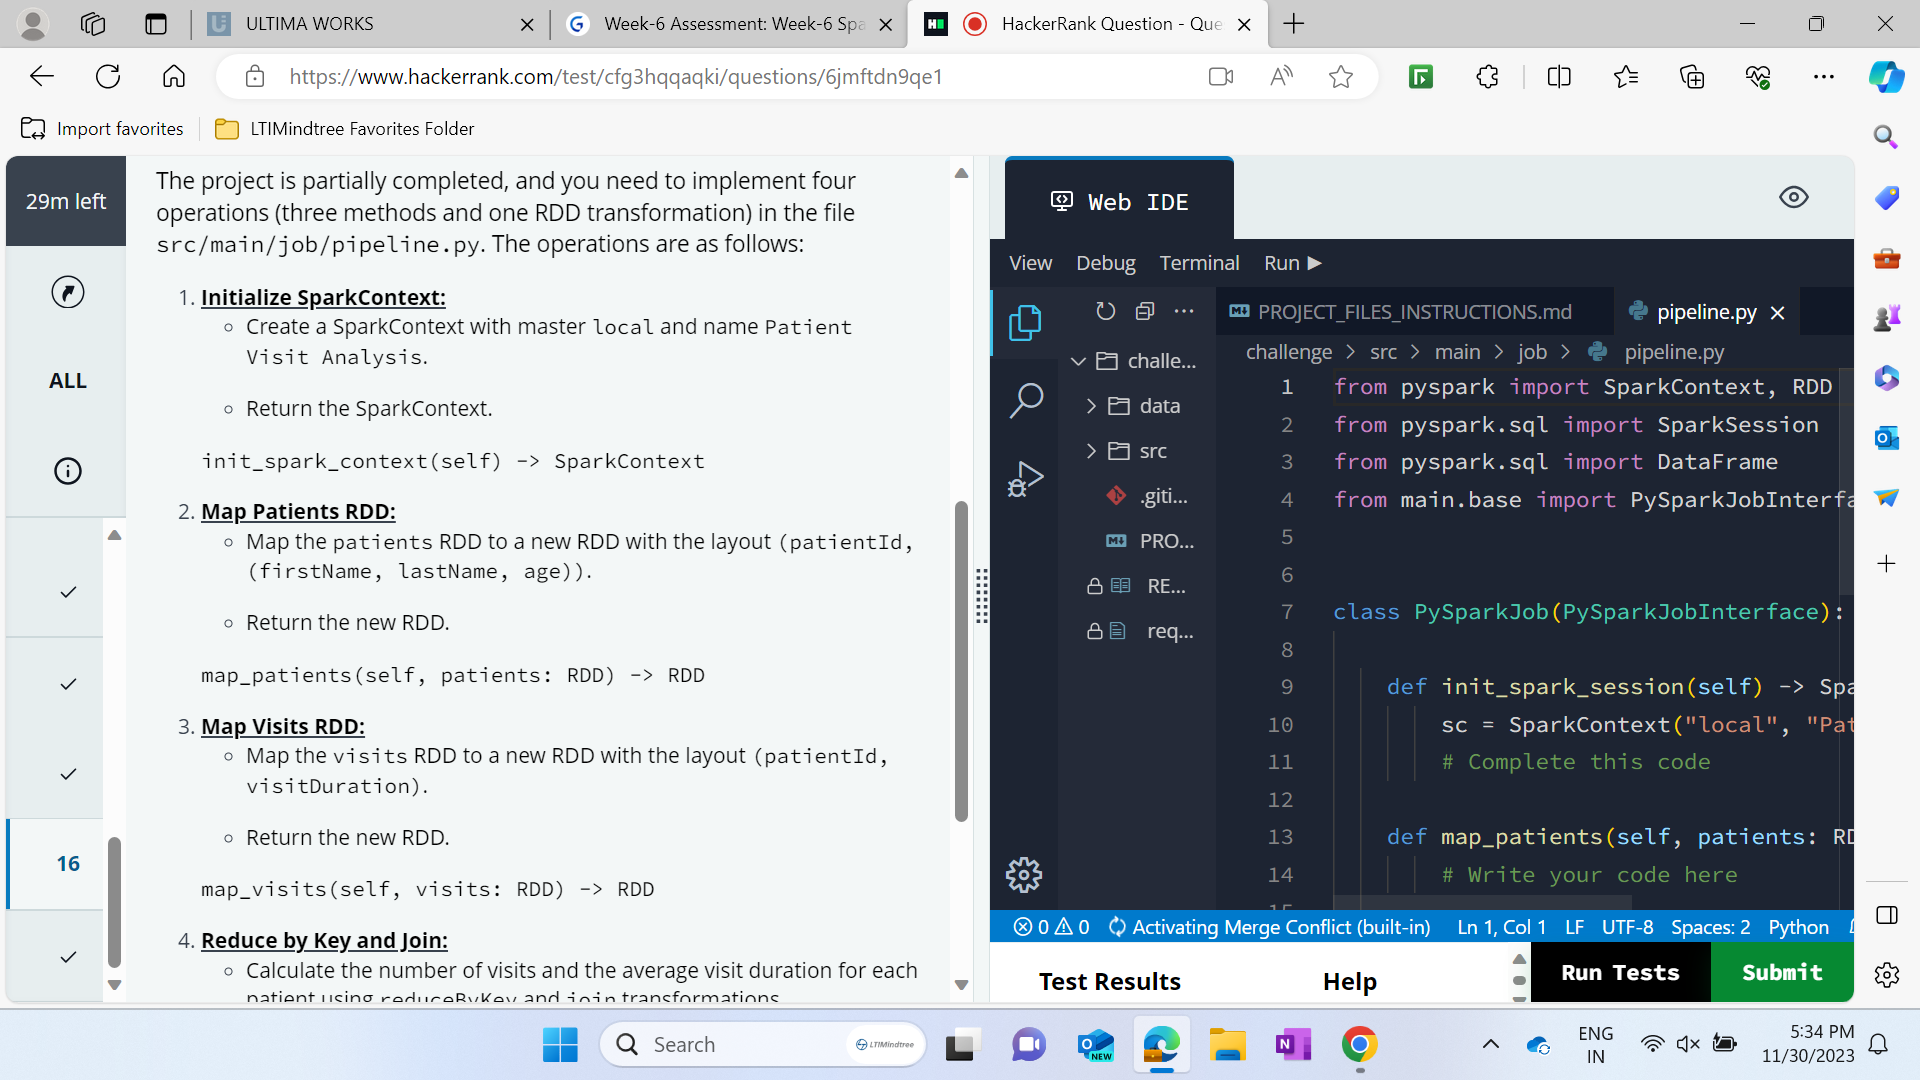 ULTIMA WORKS
Week-6 Assessment: Week-6 Spa
HackerRank Question - Que
https://www.hackerrank.com/test/cfg3hqqaqki/questions/6jmftdn9qe1
Import favorites
LTIMindtree Favorites Folder
29m left
ALL
16
The project is partially completed, and you need to implement four
operations (three methods and one RDD transformation) in the file
src/main/job/pipeline.py. The operations are as follows:
1. Initialize SparkContext:
Create a SparkContext with master local and name Patient
Visit Analysis.
Return the SparkContext.
init_spark_context(self) -> SparkContext
2. Map Patients RDD:
Map the patients RDD to a new RDD with the layout (patientId,
(firstName, lastName, age)).
Return the new RDD.
map_patients(self, patients: RDD) -> RDD
3. Map Visits RDD:
Map the visits RDD to a new RDD with the layout (patientId,
visitDuration).
Return the new RDD.
map_visits(self, visits: RDD) -> RDD
4. Reduce by Key and Join:
Calculate the number of visits and the average visit duration for each
patient using reduceByKey and join transformations
Web IDE
View Debug Terminal Run
challe...
data
src
.giti...
PRO...
RE...
req...
PROJECT_FILES_INSTRUCTIONS.md
pipeline.py
challenge > src > main > job > pipeline.py
1 from pyspark import SparkContext, RDD
2 from pyspark.sql import SparkSession
3 from pyspark.sql import DataFrame
4 from main.base import PySparkJobInterfa
5
6
7 class PySparkJob(PySparkJobInterface):
8
9 def init_spark_session(self) -> Spa
10 sc = SparkContext("local", "Pat
11 # Complete this code
12
13 def map_patients(self, patients: RD
14 # Write your code here
15
0 0 Activating Merge Conflict (built-in) Ln 1, Col 1 LF UTF-8 Spaces: 2 Python
Test Results Help
Run Tests Submit
Search
LTIMindtree
NEW
ENG
IN
5:34 PM
11/30/2023